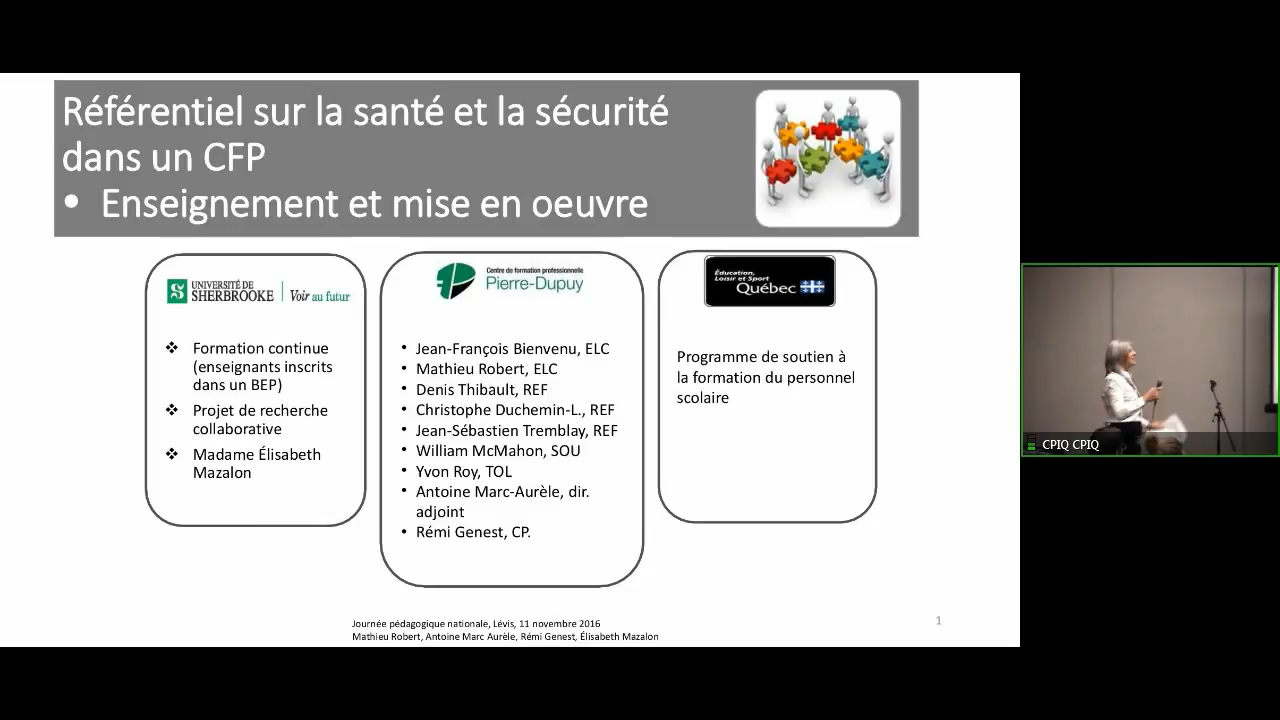 Référentiel sur la santé et la sécurité
dans un CFP
• Enseignement et mise en oeuvre
UNIVERSITÉ DE
SHERBROOKE
Voir au futur
❖ Formation continue
(enseignants inscrits
dans un BEP)
❖ Projet de recherche
collaborative
❖ Madame Élisabeth
Mazalon
Centre de formation professionnelle
Pierre-Dupuy
• Jean-François Bienvenu, ELC
• Mathieu Robert, ELC
• Denis Thibault, REF
• Christophe Duchemin-L., REF
• Jean-Sébastien Tremblay, REF
• William McMahon, SOU
• Yvon Roy, TOL
• Antoine Marc-Aurèle, dir.
adjoint
• Rémi Genest, CP.
Éducation,
Loisir et Sport
Québec
Programme de soutien à
la formation du personnel
scolaire
Journée pédagogique nationale, Lévis, 11 novembre 2016
Mathieu Robert, Antoine Marc Aurèle, Rémi Genest, Élisabeth Mazalon
1
CPIQ CPIQ